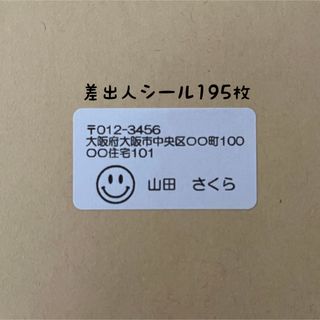 差出人シール195枚
〒012-3456
大阪府大阪市中央区〇〇町100
〇〇住宅101
山田 さくら